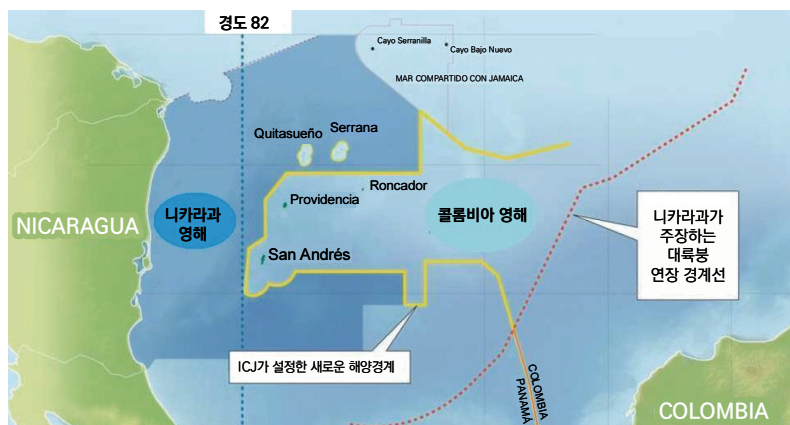 경도 82
Cayo Serranilla
Cayo Bajo Nuevo
MAR COMPARTIDO CON JAMAICA
Quitasueño
Serrana
Roncador
Providencia
니카라과
영해
콜롬비아 영해
NICARAGUA
니카라과가
주장하는
대륙붕
연장 경계선
San Andrés
ICJ가 설정한 새로운 해양경계
COLOMBIA
PANAMÁ
COLOMBIA